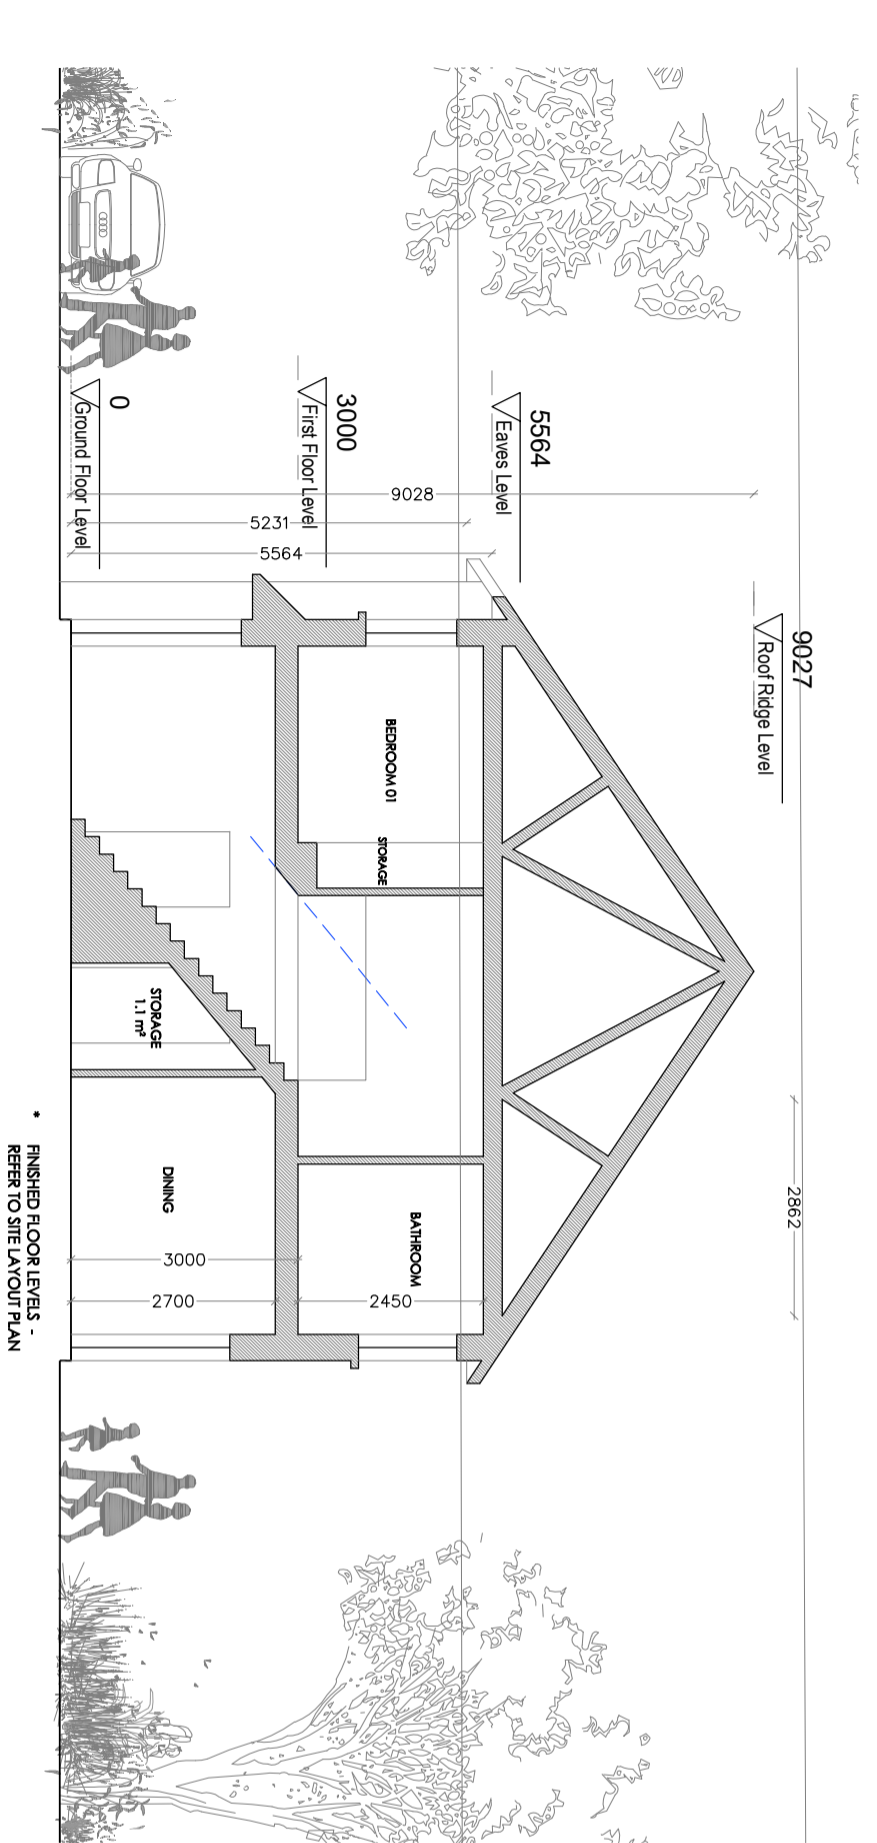 9027
Roof Ridge Level
5564
Eaves Level
3000
First Floor Level
0
Ground Floor Level
9028
5231
5564
2862
BEDROOM 01
STORAGE
BATHROOM
2450
STORAGE
1.1 m²
DINING
3000
2700
* FINISHED FLOOR LEVELS -
REFER TO SITE LAYOUT PLAN